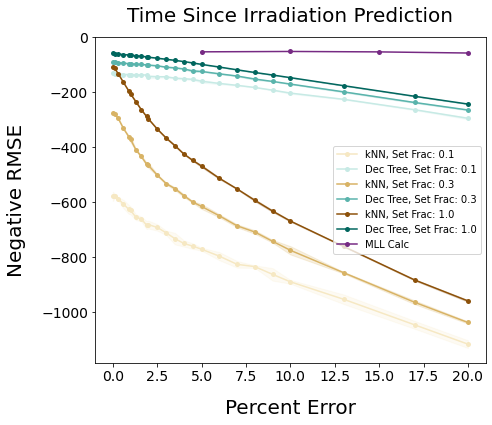 Time Since Irradiation Prediction
Negative RMSE
0
−200
−400
−600
−800
−1000
kNN, Set Frac: 0.1
Dec Tree, Set Frac: 0.1
kNN, Set Frac: 0.3
Dec Tree, Set Frac: 0.3
kNN, Set Frac: 1.0
Dec Tree, Set Frac: 1.0
MLL Calc
0.0 2.5 5.0 7.5 10.0 12.5 15.0 17.5 20.0
Percent Error